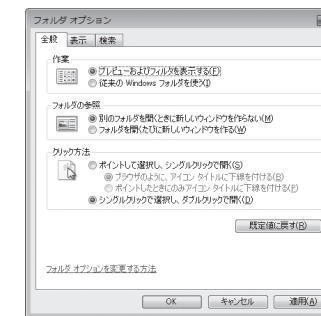 フォルダ オプション
全般 表示 検索
作業
プレビューおよびフィルタを表示する(F)
従来の Windows フォルダを使う(I)
フォルダの参照
別のフォルダを開くときに新しいウィンドウを作らない(M)
フォルダを開くたびに新しいウィンドウを作る(W)
クリック方法
ポイントして選択し、シングルクリックで開く(S)
ブラウザのように、アイコン タイトルに下線を付ける(B)
ポイントしたときにのみアイコン タイトルに下線を付ける(P)
シングルクリックで選択し、ダブルクリックで開く(D)
既定値に戻す(R)
フォルダ オプションを変更する方法
OK キャンセル 適用(A)